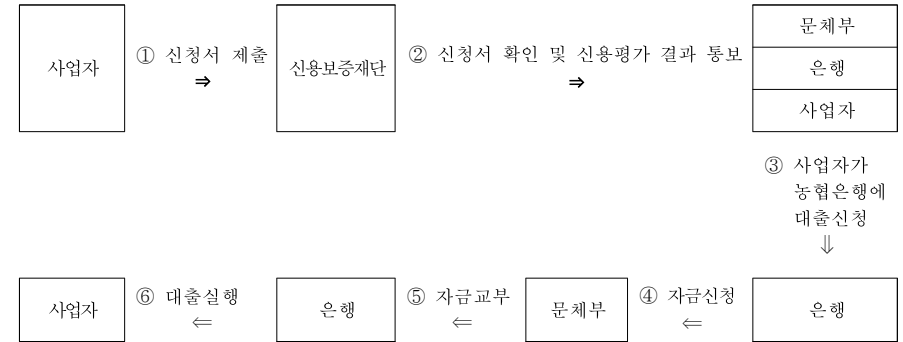 사업자
① 신청서 제출
⇒
신용보증재단
② 신청서 확인 및 신용평가 결과 통보
⇒
문체부
은행
사업자
③ 사업자가
농협은행에
대출신청
⇓
사업자
⑥ 대출실행
⇐
은행
⑤ 자금교부
⇐
문체부
④ 자금신청
⇐
은행